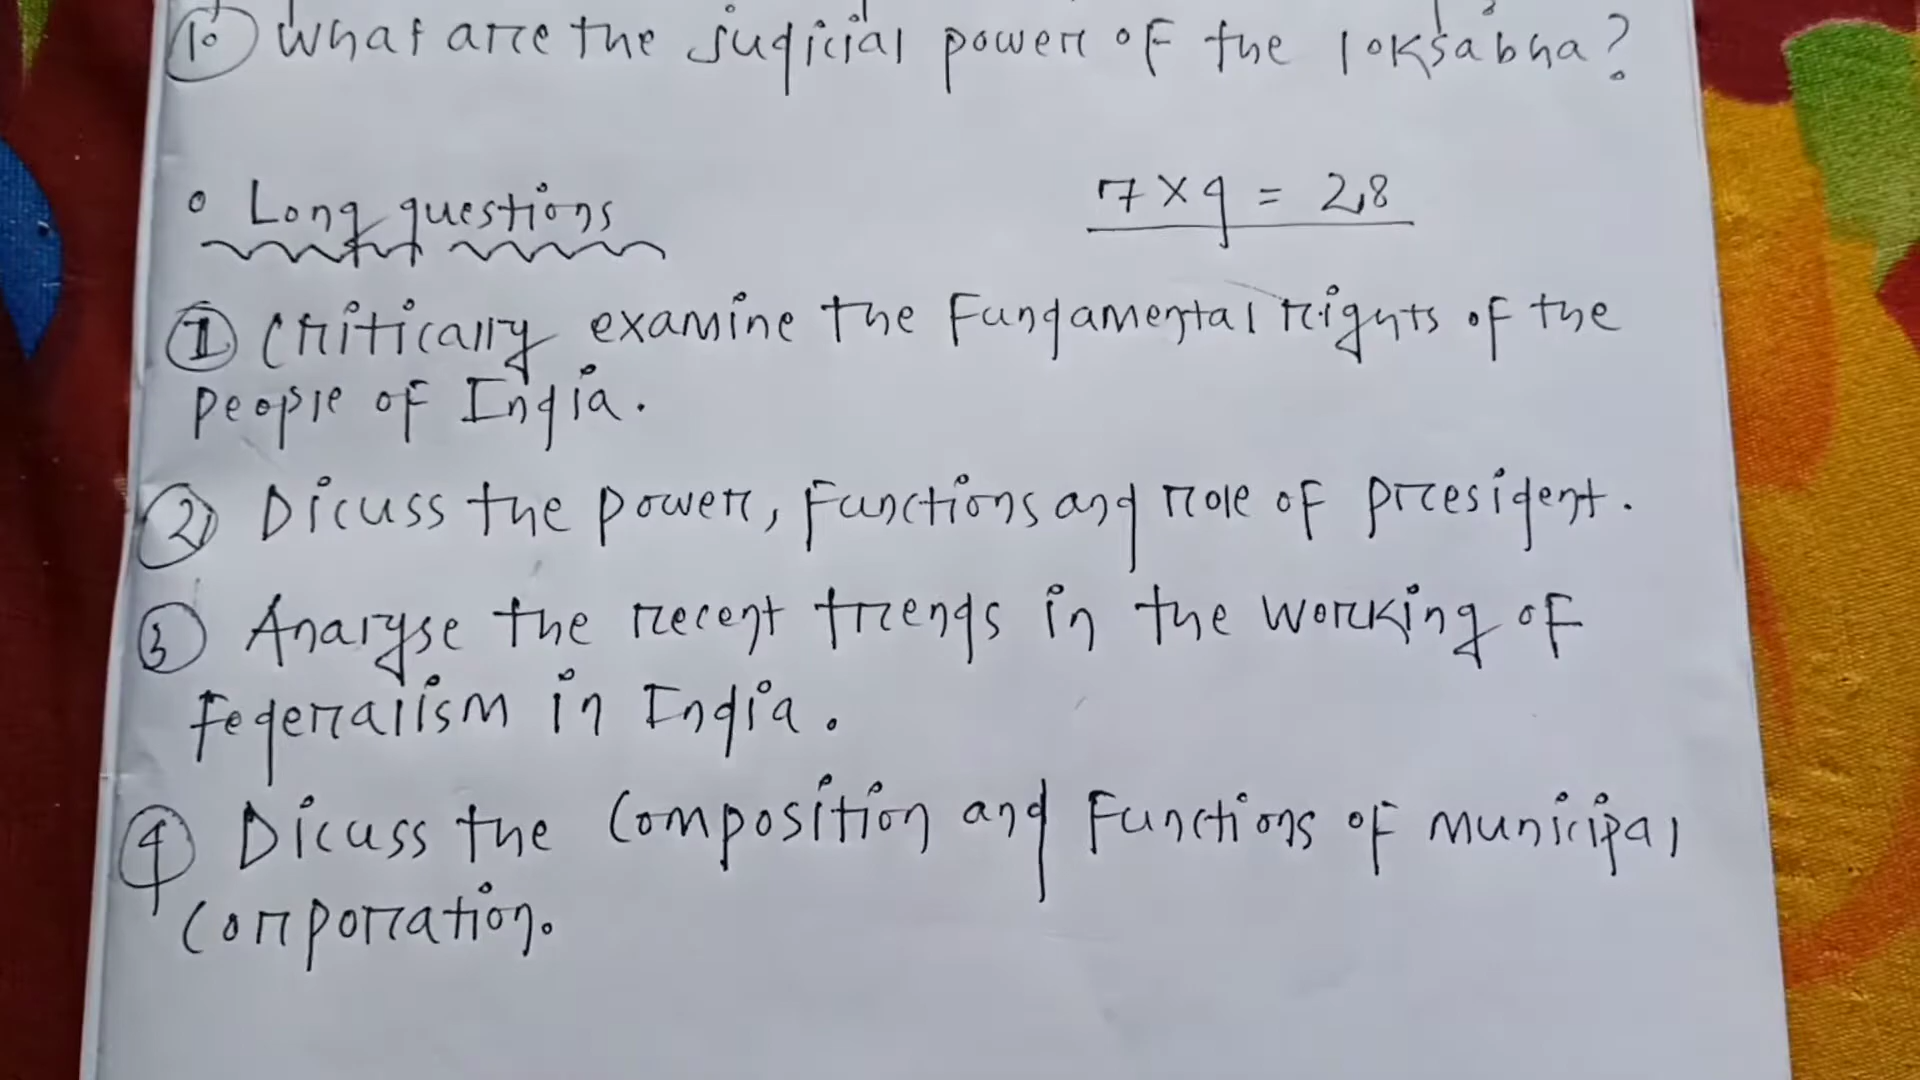 10 What are the judicial power of the loksabha?
○ Long questions 7×4 = 28
① Critically examine the Fundamental rights of the
people of India.
② Dicuss the power, functions and role of president.
③ Analyse the recent trends in the working of
federalism in India.
④ Dicuss the Composition and Functions of municipal
Corporation.